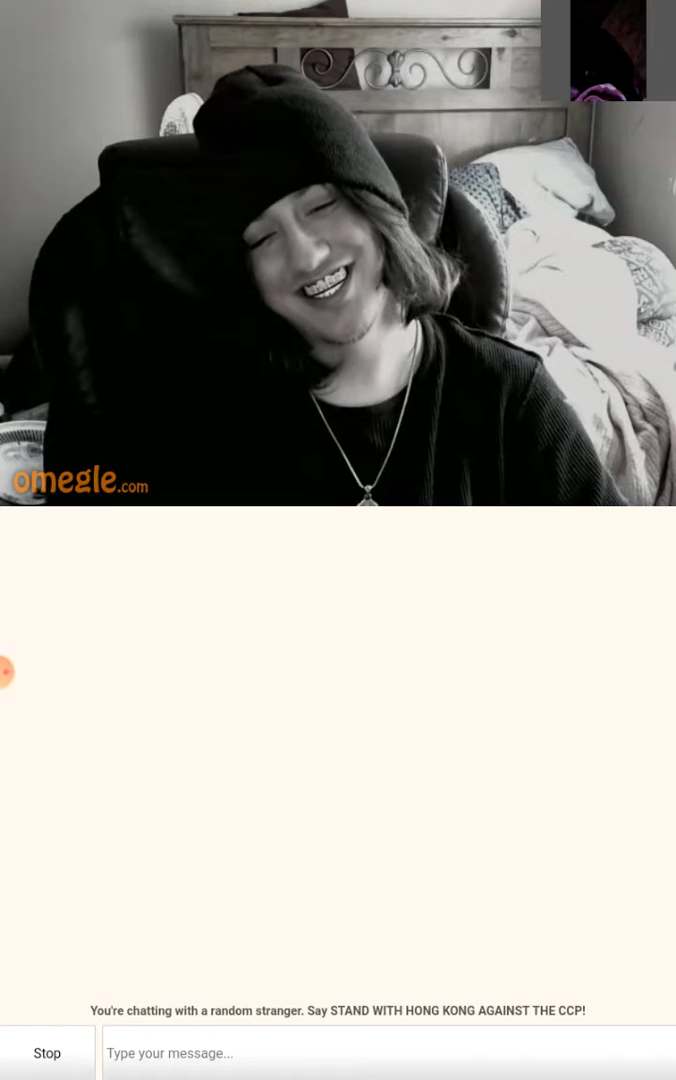 omegle.com
You're chatting with a random stranger. Say STAND WITH HONG KONG AGAINST THE CCP!
Stop
Type your message...